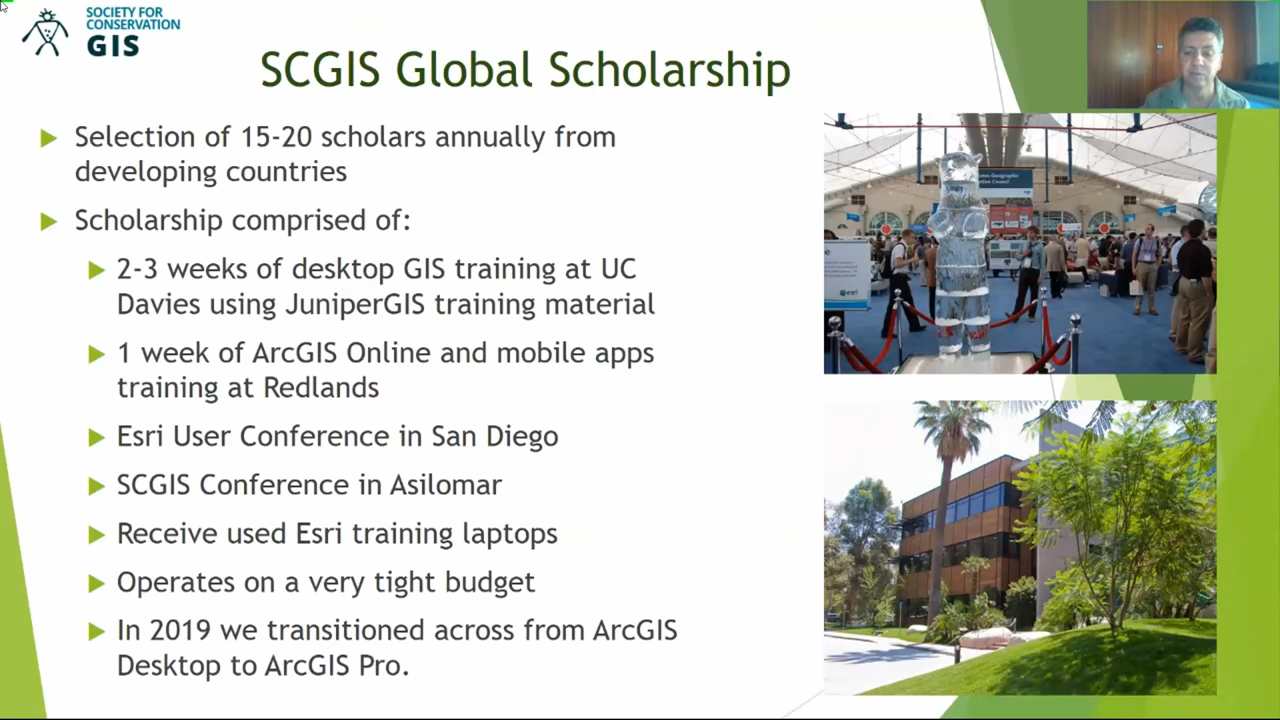 SOCIETY FOR
CONSERVATION
GIS
SCGIS Global Scholarship
Selection of 15-20 scholars annually from
developing countries
Scholarship comprised of:
2-3 weeks of desktop GIS training at UC
Davies using JuniperGIS training material
1 week of ArcGIS Online and mobile apps
training at Redlands
Esri User Conference in San Diego
SCGIS Conference in Asilomar
Receive used Esri training laptops
Operates on a very tight budget
In 2019 we transitioned across from ArcGIS
Desktop to ArcGIS Pro.
Geographic
esri